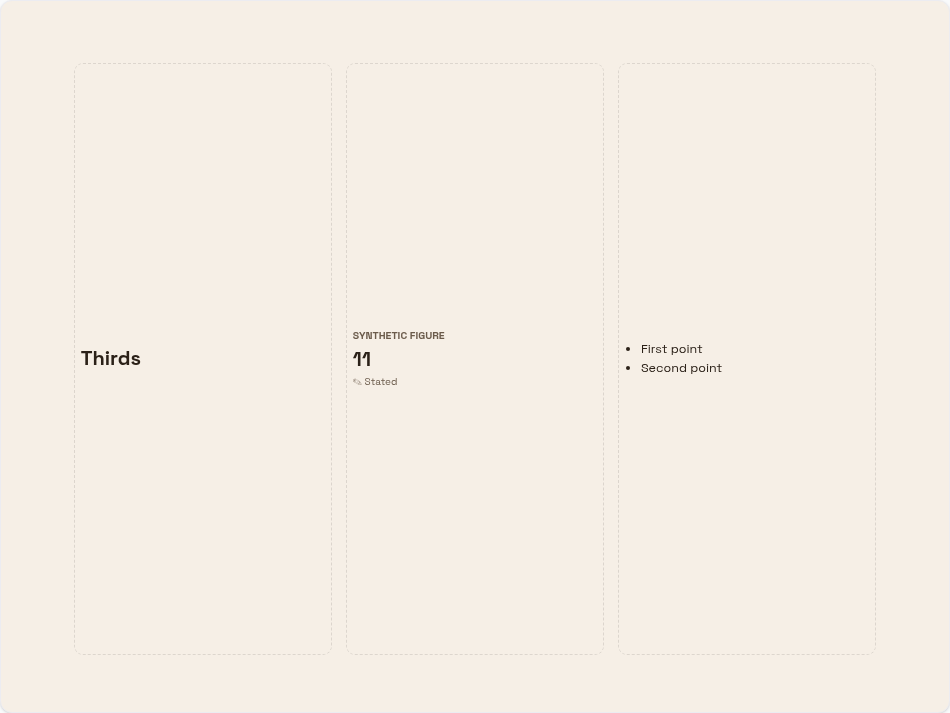 Thirds
SYNTHETIC FIGURE
11
✎ Stated
• First point
• Second point